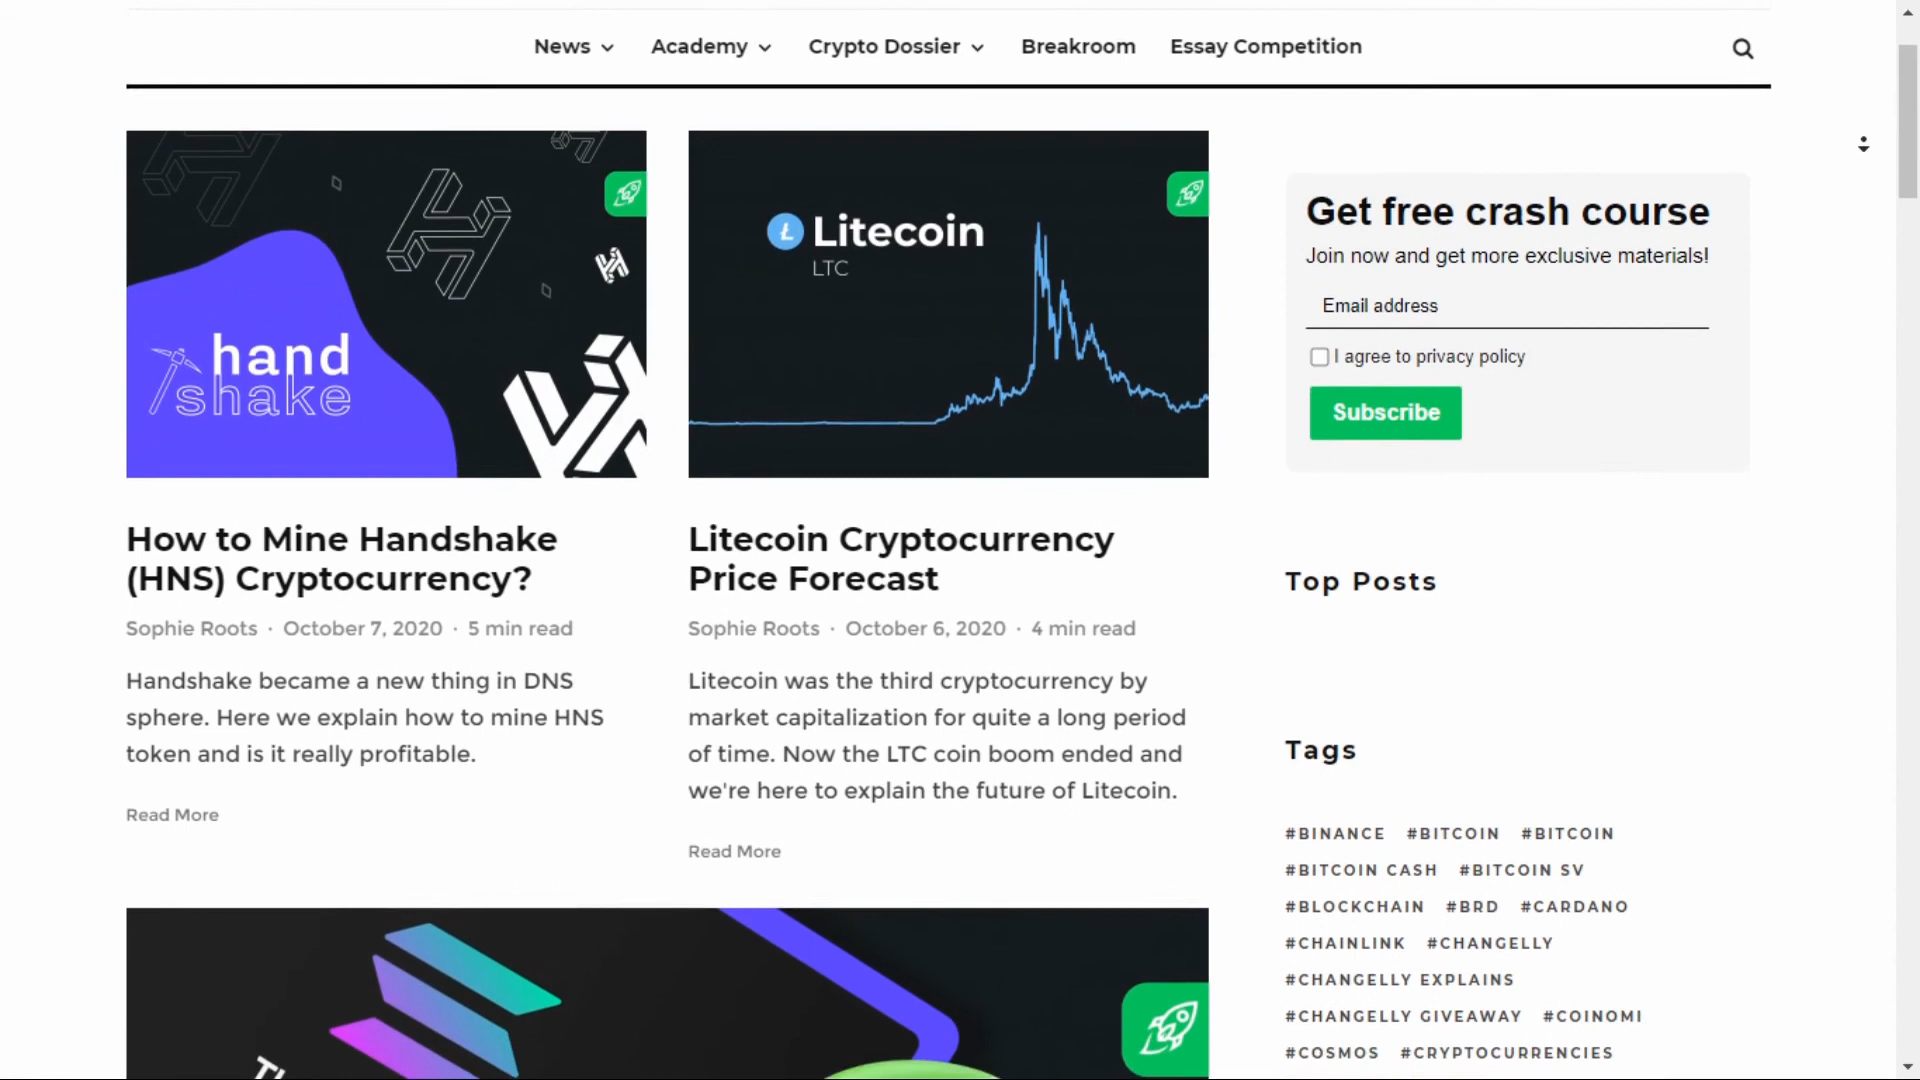 News
Academy
Crypto Dossier
Breakroom
Essay Competition
hand
shake
Litecoin
LTC
How to Mine Handshake
(HNS) Cryptocurrency?
Sophie Roots · October 7, 2020 · 5 min read
Handshake became a new thing in DNS
sphere. Here we explain how to mine HNS
token and is it really profitable.
Read More
Litecoin Cryptocurrency
Price Forecast
Sophie Roots · October 6, 2020 · 4 min read
Litecoin was the third cryptocurrency by
market capitalization for quite a long period
of time. Now the LTC coin boom ended and
we're here to explain the future of Litecoin.
Read More
Get free crash course
Join now and get more exclusive materials!
Email address
I agree to privacy policy
Subscribe
Top Posts
Tags
#BINANCE #BITCOIN #BITCOIN
#BITCOIN CASH #BITCOIN SV
#BLOCKCHAIN #BRD #CARDANO
#CHAINLINK #CHANGELLY
#CHANGELLY EXPLAINS
#CHANGELLY GIVEAWAY #COINOMI
#COSMOS #CRYPTOCURRENCIES